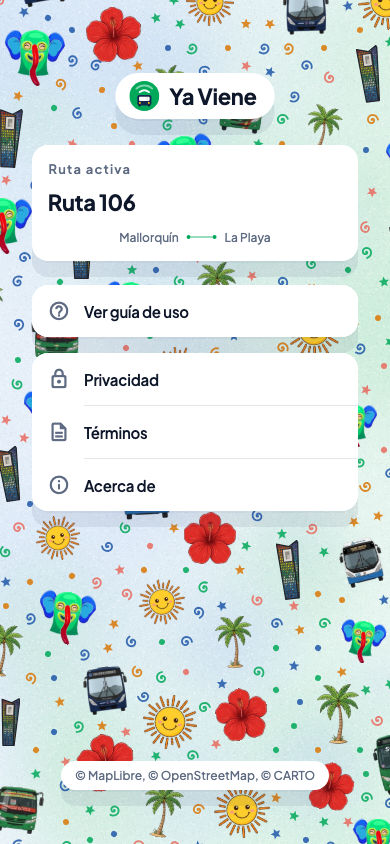 Ya Viene
Ruta activa
Ruta 106
Mallorquín La Playa
Ver guía de uso
Privacidad
Términos
Acerca de
© MapLibre, © OpenStreetMap, © CARTO